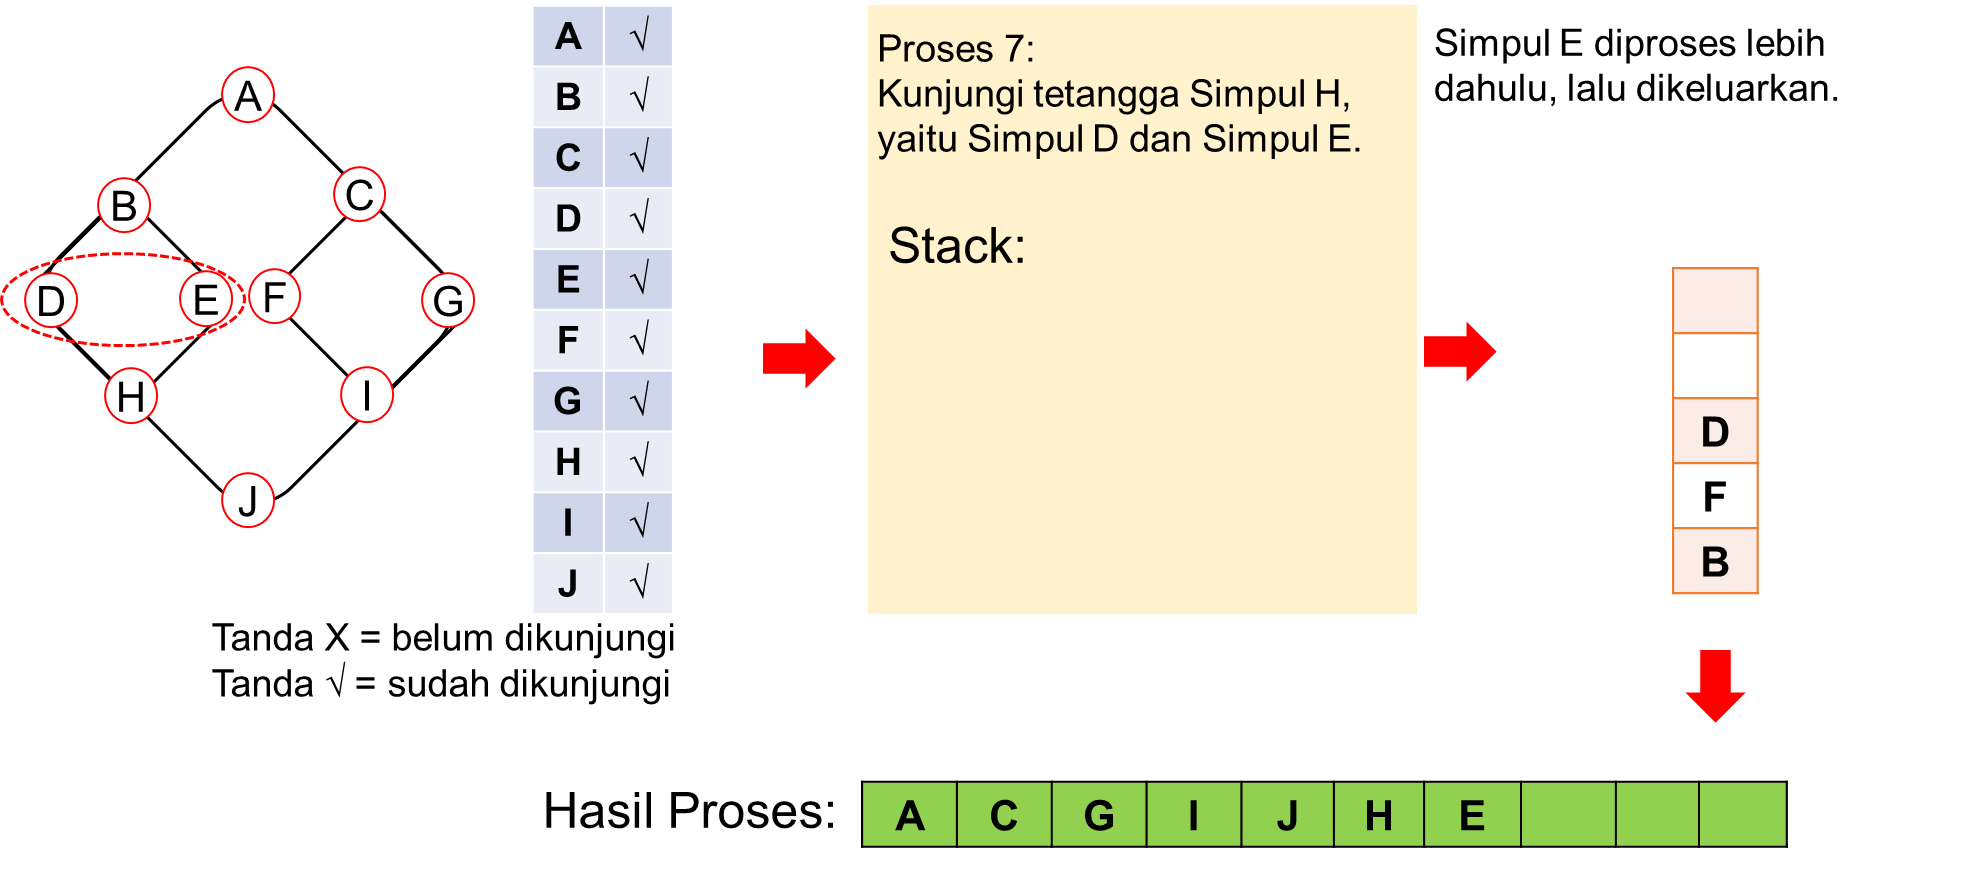 A
B
C
D
E
F
G
H
I
J
A √
B √
C √
D √
E √
F √
G √
H √
I √
J √
Tanda X = belum dikunjungi
Tanda √ = sudah dikunjungi
Proses 7:
Kunjungi tetangga Simpul H,
yaitu Simpul D dan Simpul E.
Stack:
Simpul E diproses lebih
dahulu, lalu dikeluarkan.
D
F
B
Hasil Proses: A C G I J H E